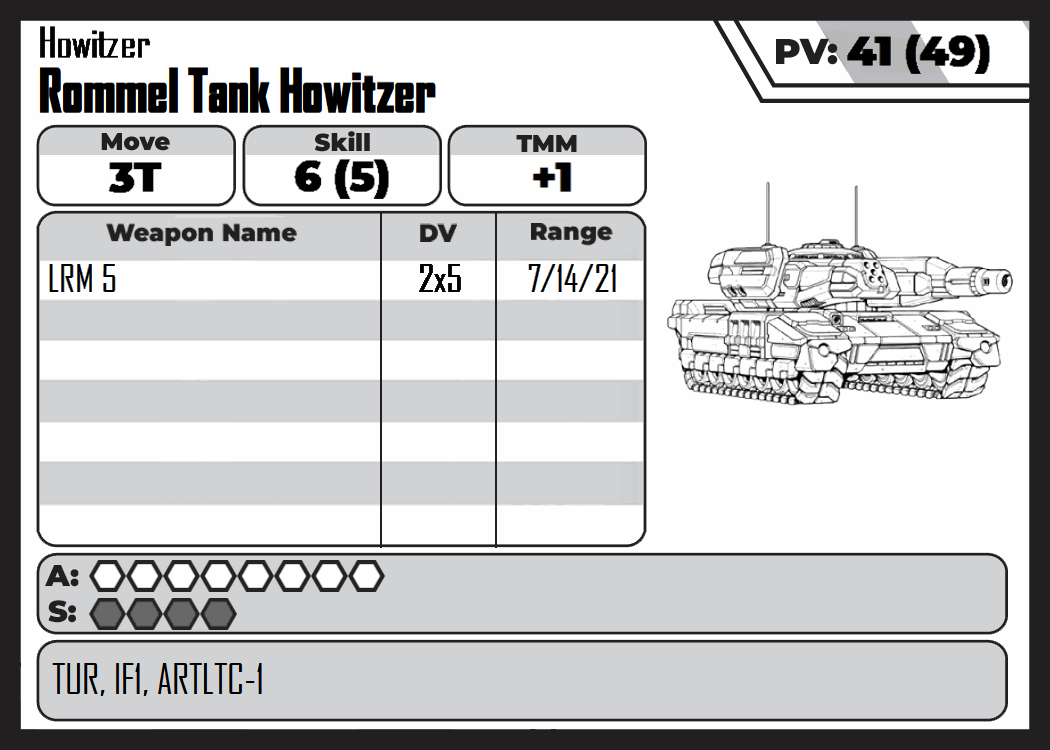 Howitzer
Rommel Tank Howitzer
PV: 41 (49)
Move Skill TMM
3T 6 (5) +1
Weapon Name DV Range
LRM 5 2x5 7/14/21
A:
S:
TUR, IF1, ARTLTC-1